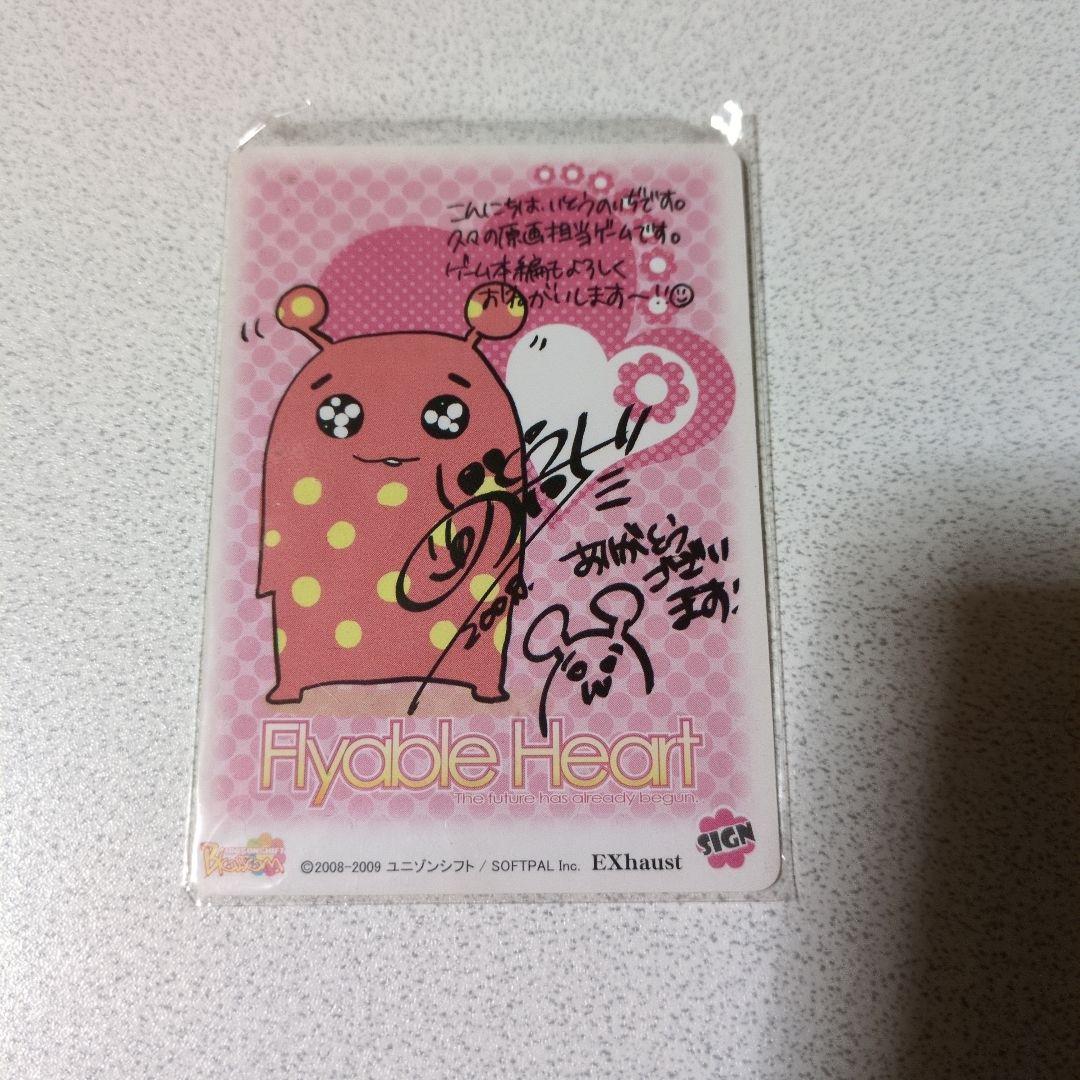 こんにちは、いとうのいぢです。
久々の原画担当ゲームです。
ゲーム本編もよろしく
おねがいします〜!!
ありがとう
ござい
ます!
2008.
Flyable Heart
The future has already begun.
SIGN
UNISONSHIFT
Blossom
©2008-2009 ユニゾンシフト / SOFTPAL Inc. EXhaust